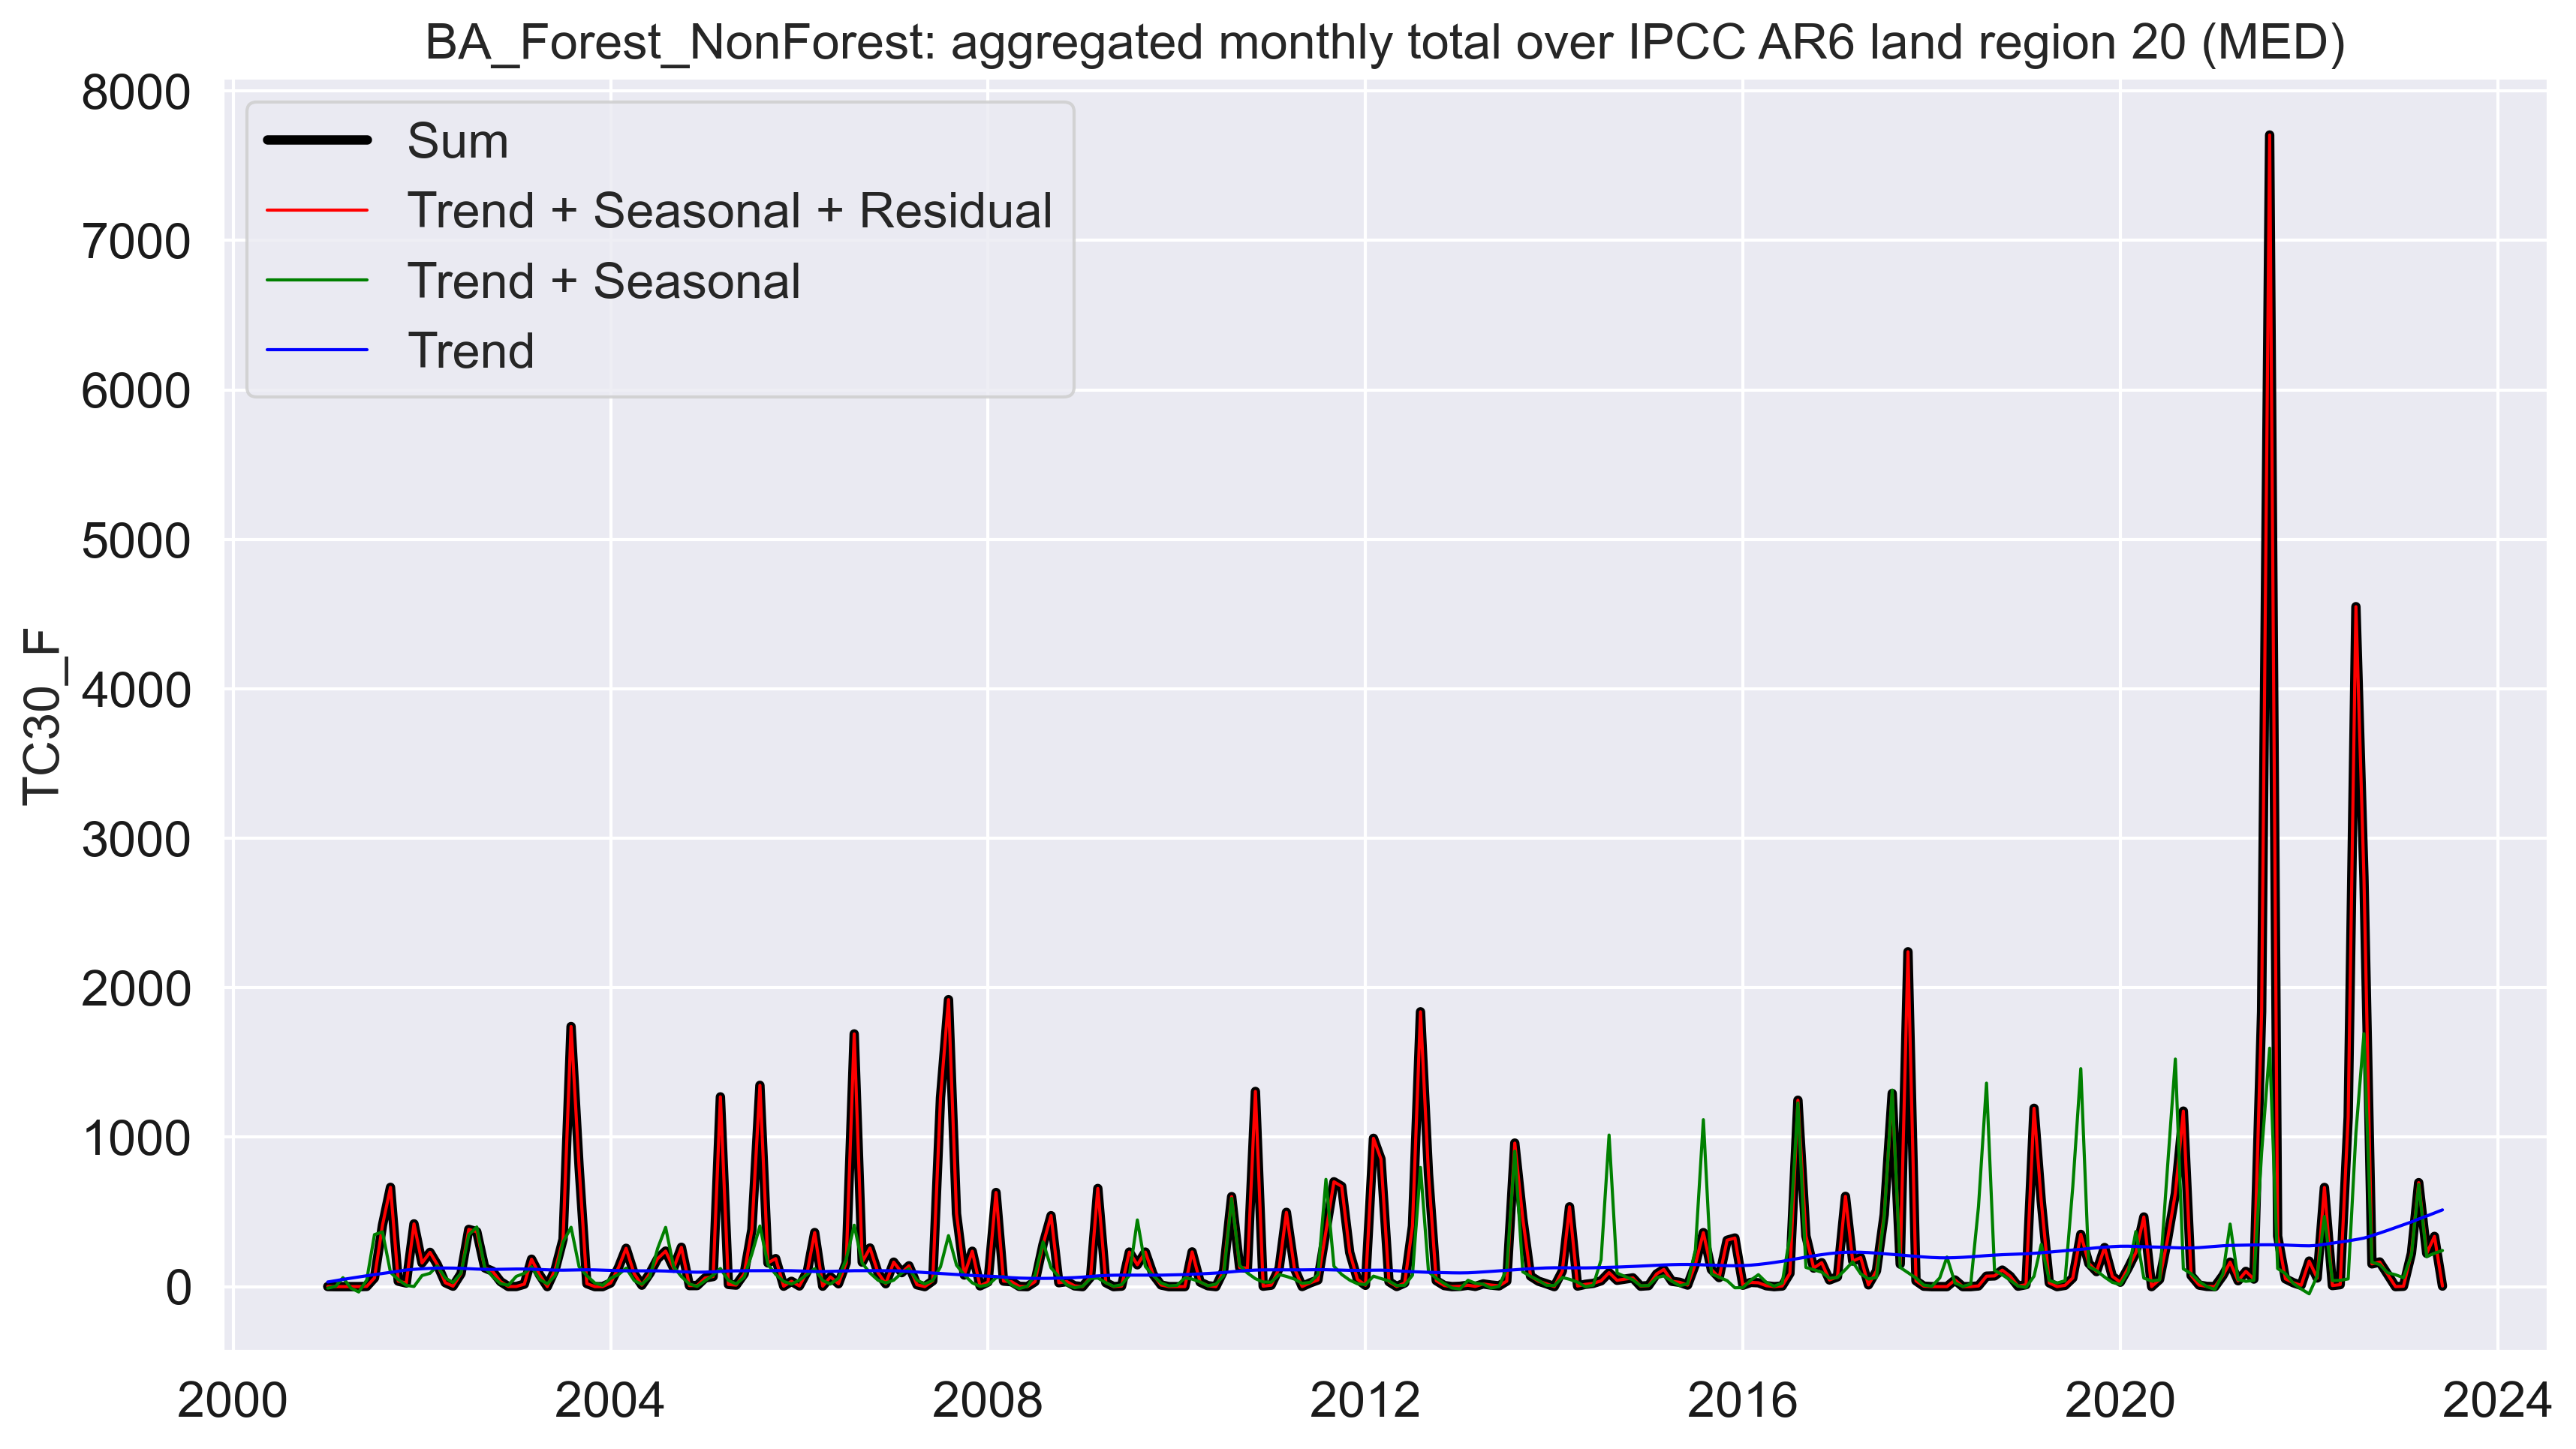 BA_Forest_NonForest: aggregated monthly total over IPCC AR6 land region 20 (MED)
8000
7000
6000
5000
4000
3000
2000
1000
0
TC30_F
Sum
Trend + Seasonal + Residual
Trend + Seasonal
Trend
2000
2004
2008
2012
2016
2020
2024